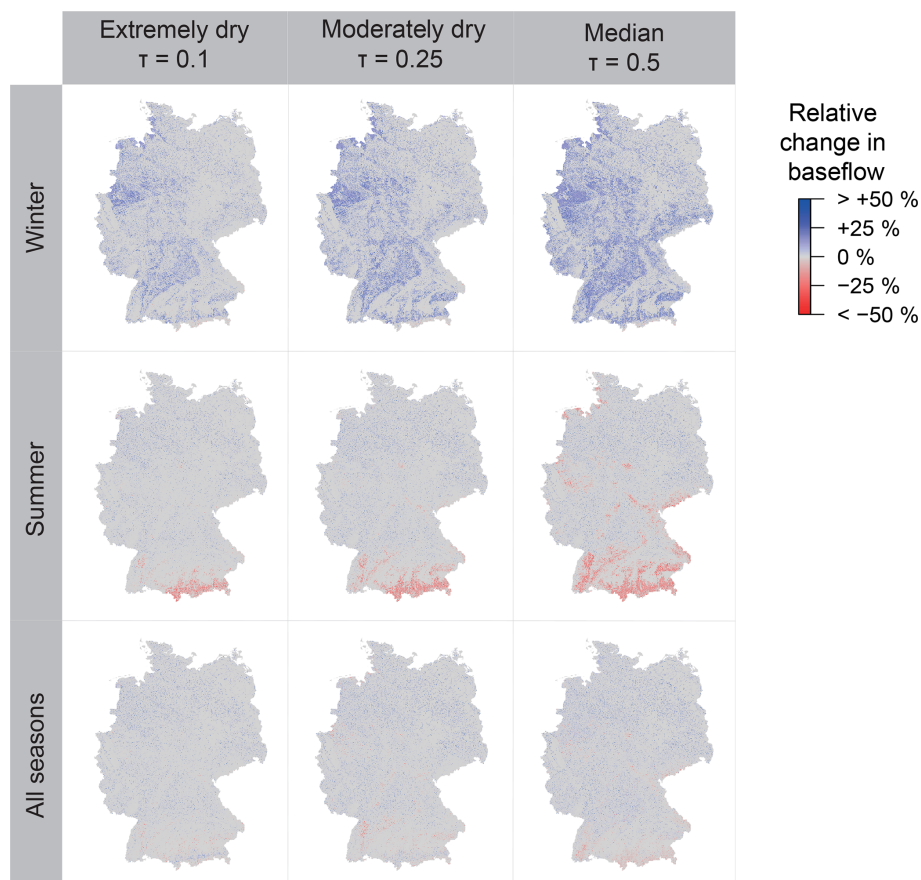 Extremely dry
τ = 0.1
Moderately dry
τ = 0.25
Median
τ = 0.5
Relative
change in
baseflow
> +50 %
+25 %
0 %
−25 %
< −50 %
Winter
Summer
All seasons